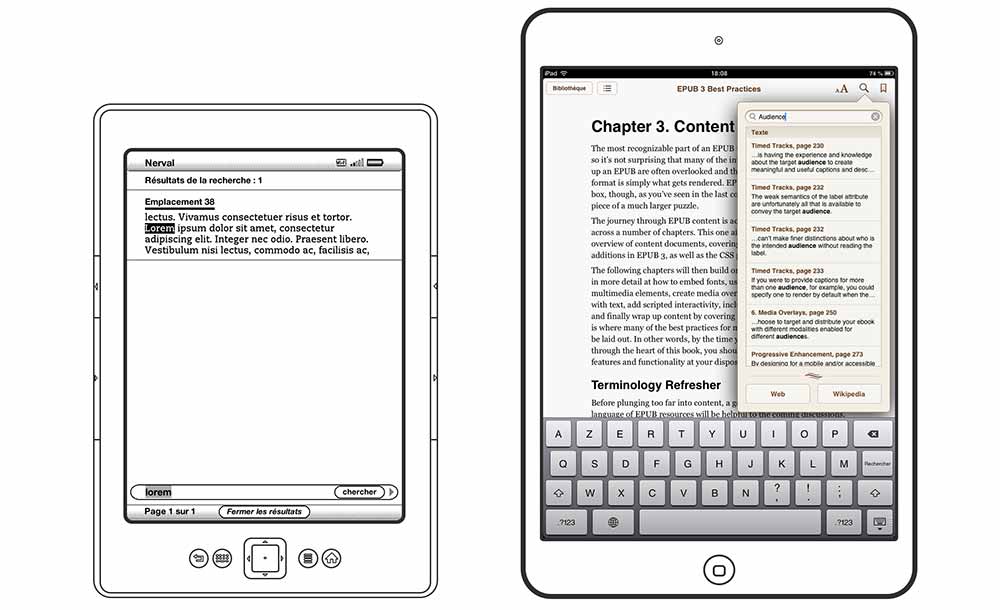 Nerval
Résultats de la recherche : 1
Emplacement 38
lectus. Vivamus consectetuer risus et tortor.
Lorem ipsum dolor sit amet, consectetur
adipiscing elit. Integer nec odio. Praesent libero.
Vestibulum nisi lectus, commodo ac, facilisis ac,
lorem
chercher
Page 1 sur 1
Fermer les résultats
iPad
18:08
74 %
Bibliothèque
EPUB 3 Best Practices
AA
Chapter 3. Content
The most recognizable part of an EPUB
so it's not surprising that many of the in
up an EPUB are often overlooked and th
format is simply what gets rendered. EP
box, though, as you've seen in the last co
piece of a much larger puzzle.
The journey through EPUB content is ac
across a number of chapters. This one ai
overview of content documents, covering
additions in EPUB 3, as well as the CSS
The following chapters will then build on
in more detail at how to embed fonts, us
multimedia elements, create media over
with text, add scripted interactivity, inclu
and finally wrap up content by covering
is where many of the best practices for m
be laid out. In other words, by the time y
through the heart of this book, you shou
features and functionality at your dispos
Terminology Refresher
Before plunging too far into content, a g
language of EPUB resources will be helpful to the coming discussions.
Audience
Texte
Timed Tracks, page 230
...is having the experience and knowledge
about the target audience to create
meaningful and useful captions and desc...
Timed Tracks, page 232
The weak semantics of the label attribute
are unfortunately all that is available to
convey the target audience.
Timed Tracks, page 232
...can't make finer distinctions about who is
the intended audience without reading the
label.
Timed Tracks, page 233
If you were to provide captions for more
than one audience, for example, you could
specify one to render by default when the...
6. Media Overlays, page 250
...hoose to target and distribute your ebook
with different modalities enabled for
different audiences.
Progressive Enhancement, page 273
By designing for a mobile and/or accessible
Web
Wikipedia
A Z E R T Y U I O P
Q S D F G H J K L M Rechercher
W X C V B N ? , ! . : ;
.?123
.?123